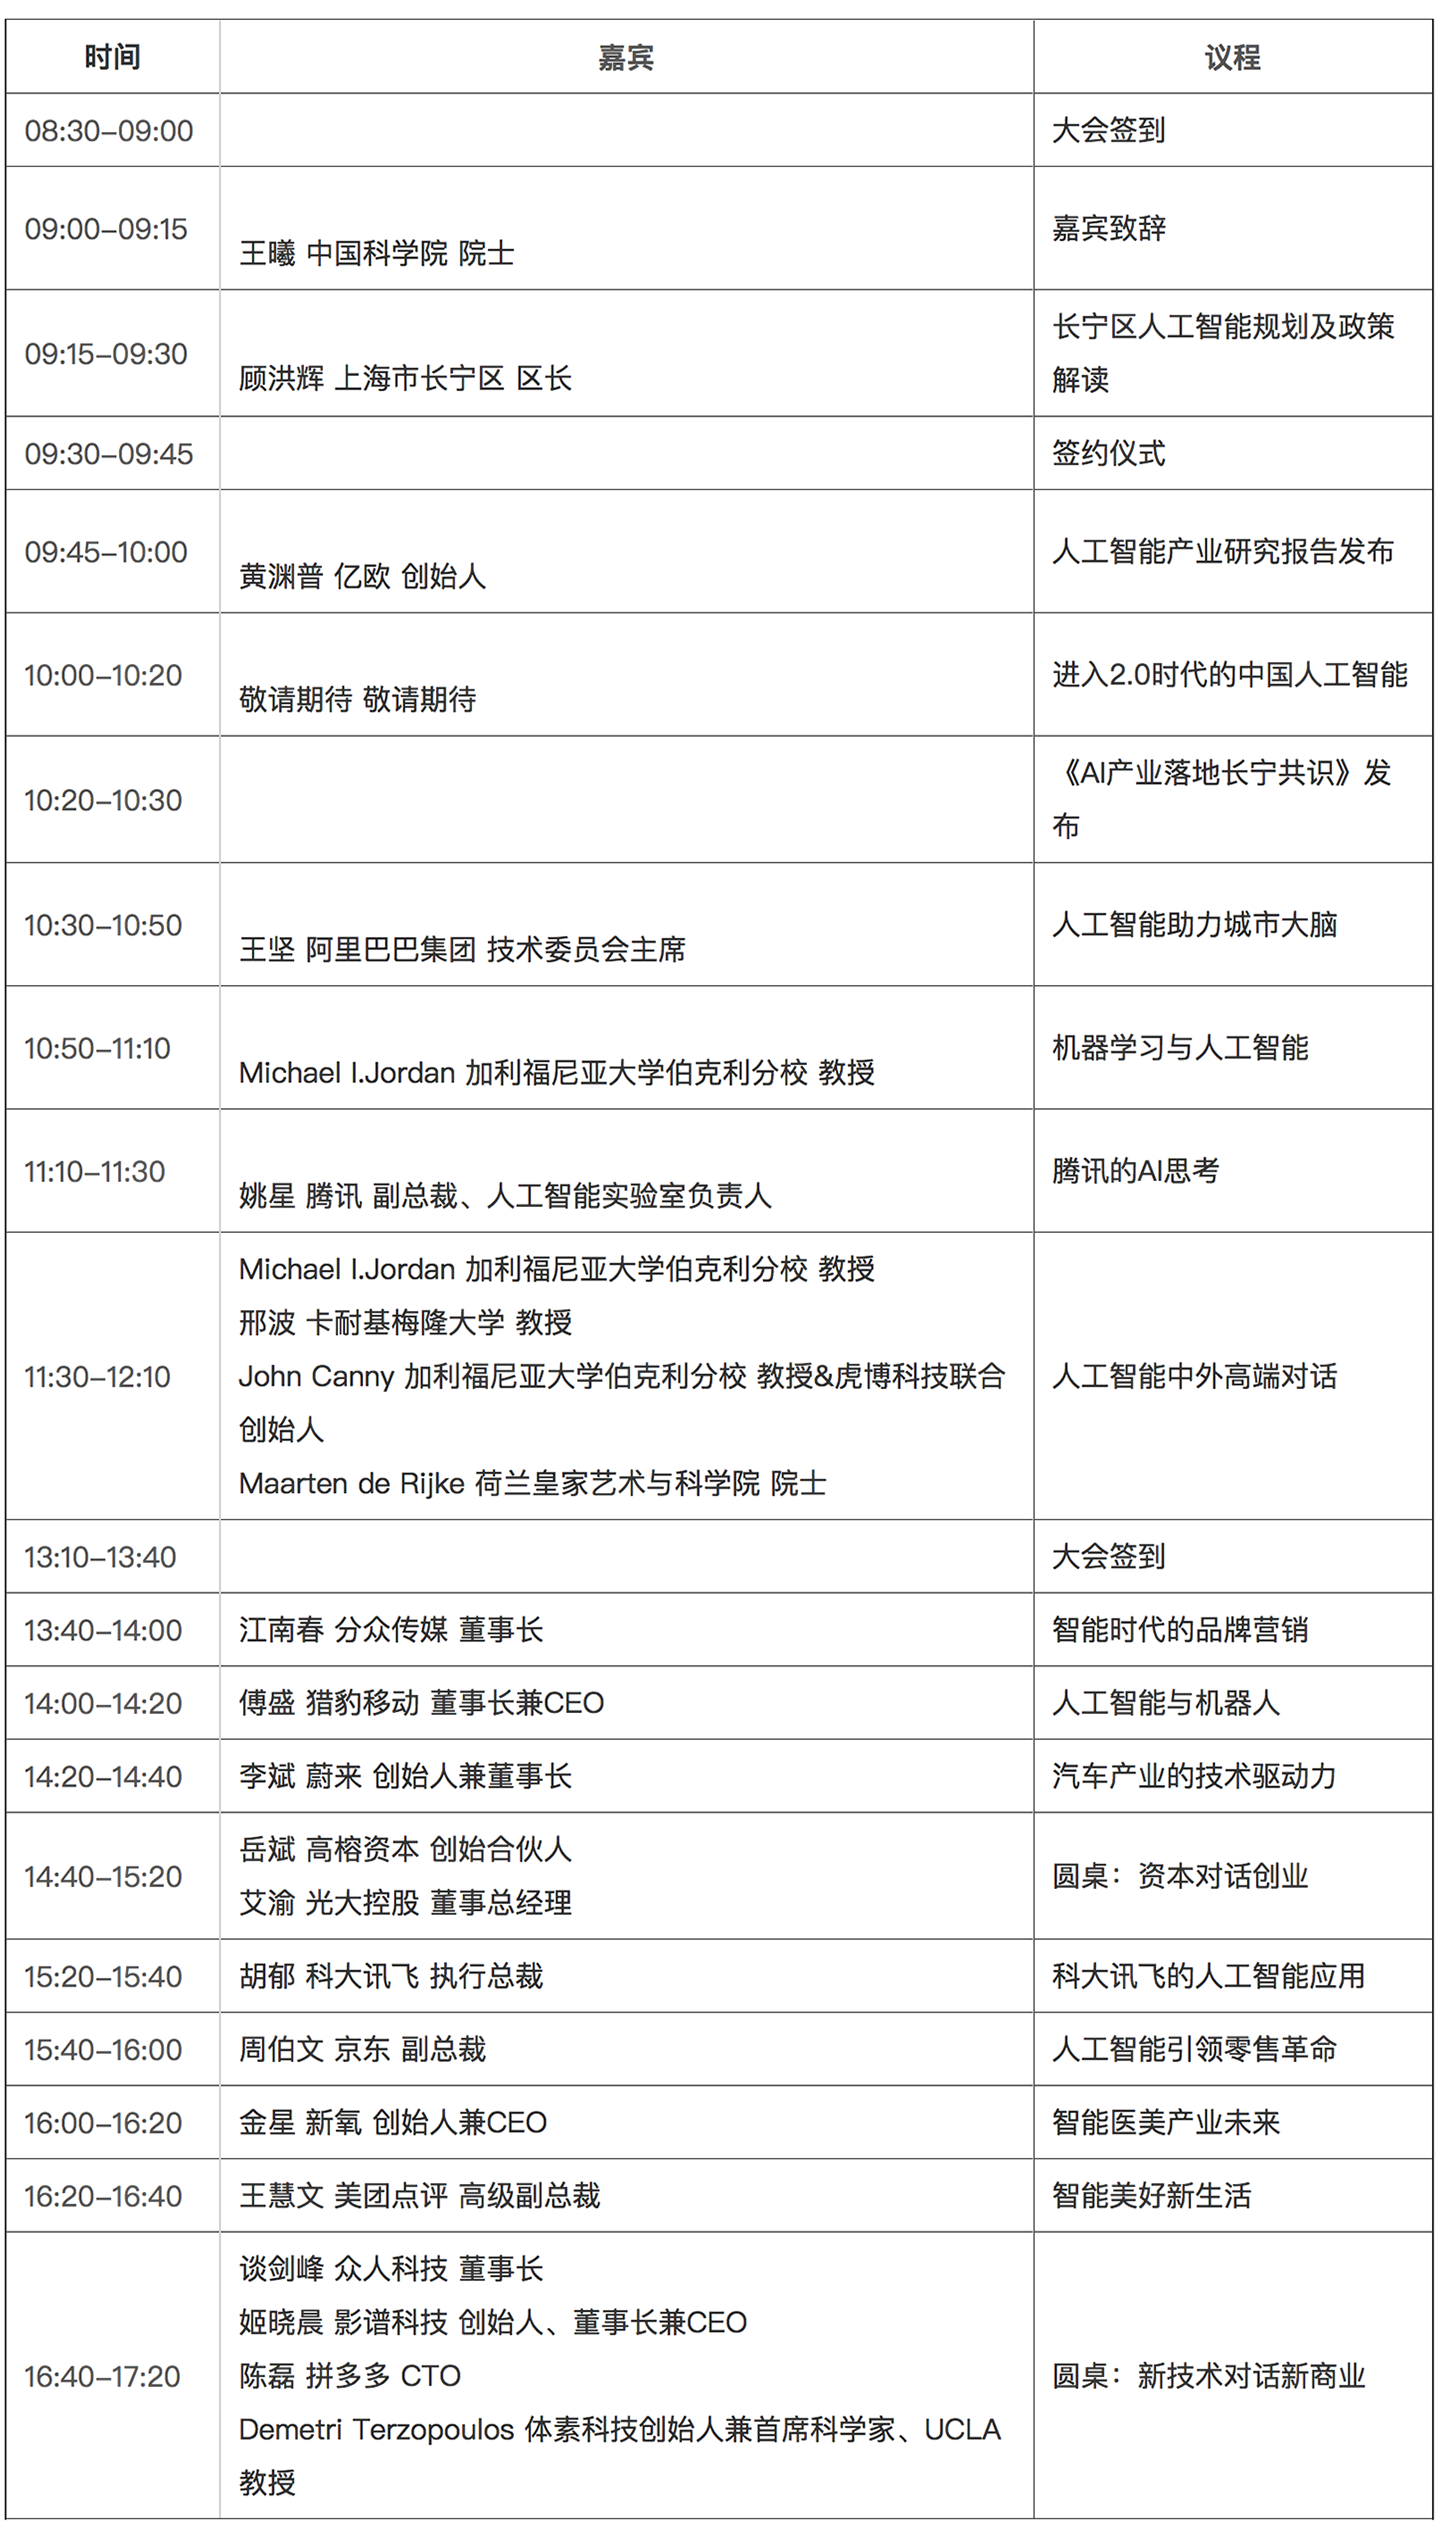 时间 嘉宾 议程
08:30–09:00 大会签到
09:00–09:15 王曦 中国科学院 院士 嘉宾致辞
09:15–09:30 顾洪辉 上海市长宁区 区长 长宁区人工智能规划及政策
解读
09:30–09:45 签约仪式
09:45–10:00 黄渊普 亿欧 创始人 人工智能产业研究报告发布
10:00–10:20 敬请期待 敬请期待 进入2.0时代的中国人工智能
10:20–10:30 《AI产业落地长宁共识》发
布
10:30–10:50 王坚 阿里巴巴集团 技术委员会主席 人工智能助力城市大脑
10:50–11:10 Michael I.Jordan 加利福尼亚大学伯克利分校 教授 机器学习与人工智能
11:10–11:30 姚星 腾讯 副总裁、人工智能实验室负责人 腾讯的AI思考
11:30–12:10
Michael I.Jordan 加利福尼亚大学伯克利分校 教授
邢波 卡耐基梅隆大学 教授
John Canny 加利福尼亚大学伯克利分校 教授&虎博科技联合
创始人
Maarten de Rijke 荷兰皇家艺术与科学院 院士
人工智能中外高端对话
13:10–13:40 大会签到
13:40–14:00 江南春 分众传媒 董事长 智能时代的品牌营销
14:00–14:20 傅盛 猎豹移动 董事长兼CEO 人工智能与机器人
14:20–14:40 李斌 蔚来 创始人兼董事长 汽车产业的技术驱动力
14:40–15:20
岳斌 高榕资本 创始合伙人
艾渝 光大控股 董事总经理
圆桌：资本对话创业
15:20–15:40 胡郁 科大讯飞 执行总裁 科大讯飞的人工智能应用
15:40–16:00 周伯文 京东 副总裁 人工智能引领零售革命
16:00–16:20 金星 新氧 创始人兼CEO 智能医美产业未来
16:20–16:40 王慧文 美团点评 高级副总裁 智能美好新生活
16:40–17:20
谈剑峰 众人科技 董事长
姬晓晨 影谱科技 创始人、董事长兼CEO
陈磊 拼多多 CTO
Demetri Terzopoulos 体素科技创始人兼首席科学家、UCLA
教授
圆桌：新技术对话新商业